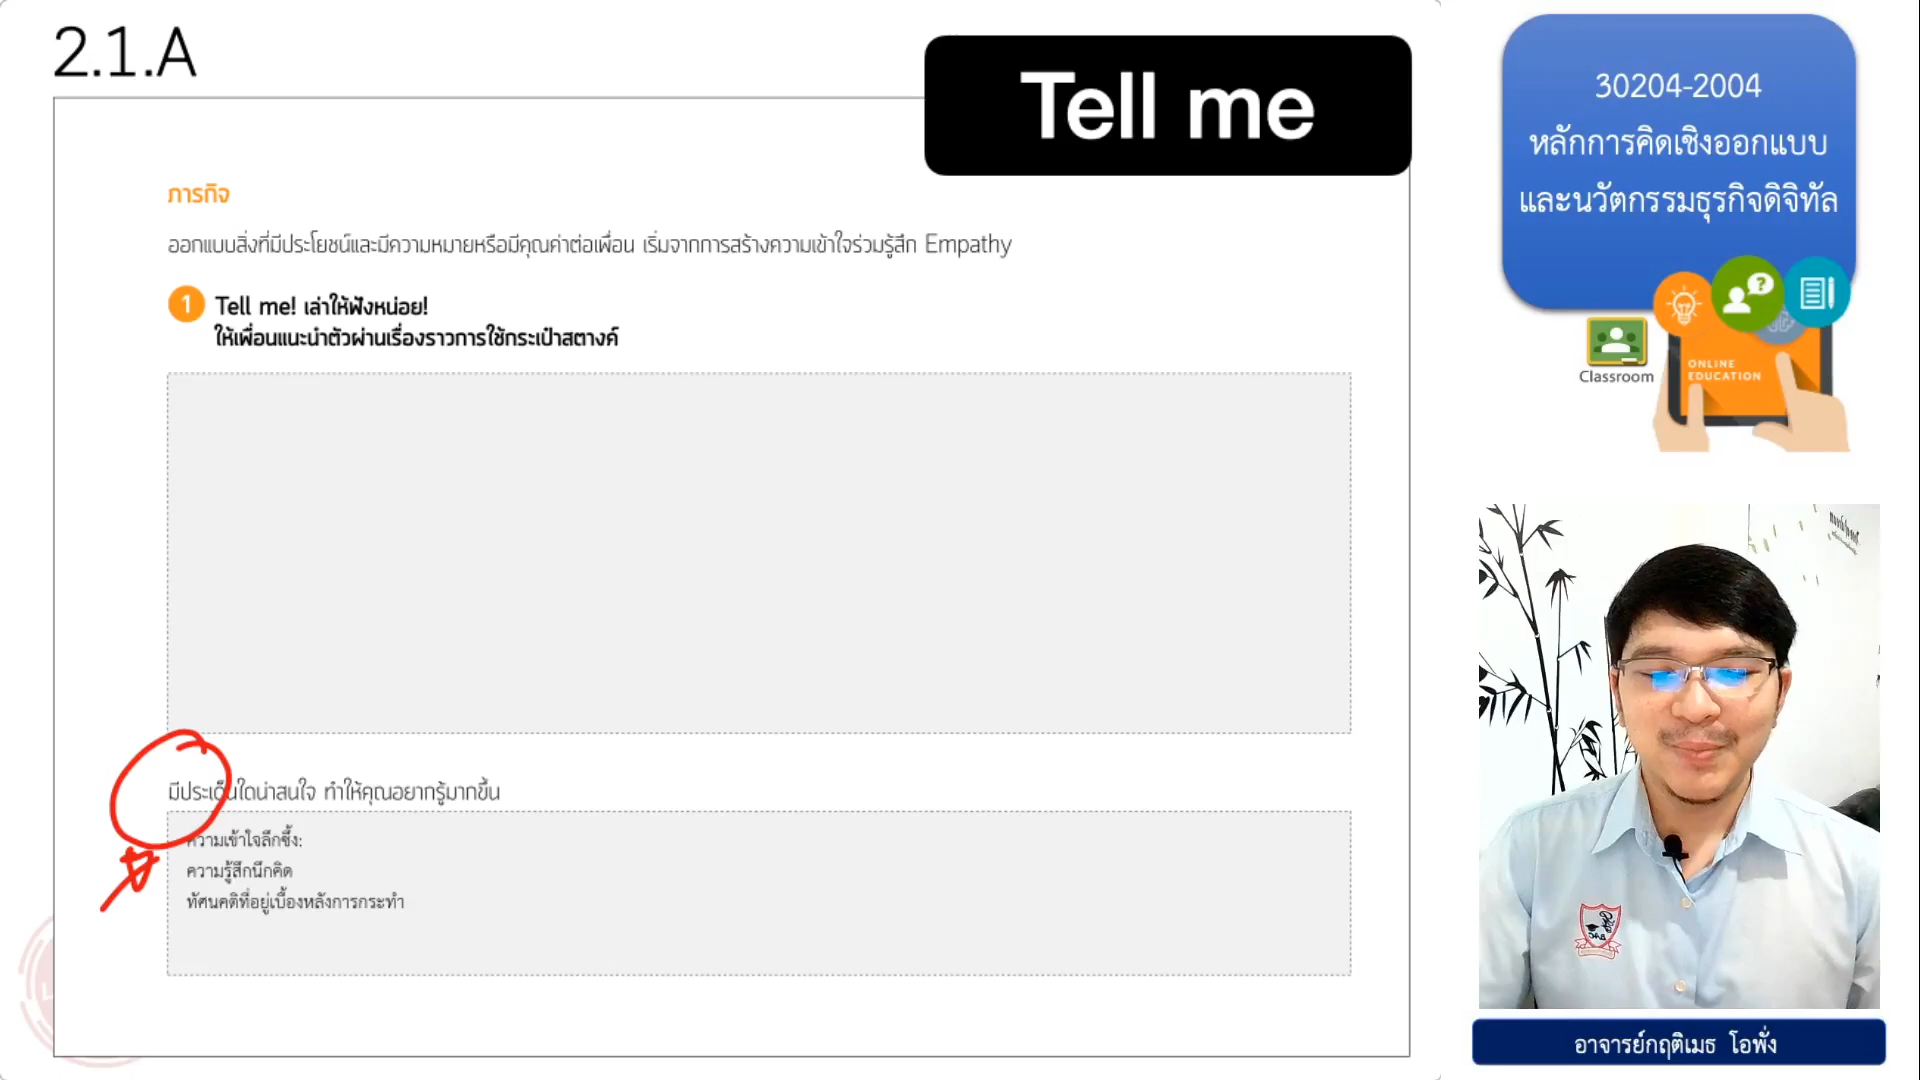 2.1.A
Tell me
ภารกิจ
ออกแบบสิ่งที่มีประโยชน์และมีความหมายหรือมีคุณค่าต่อเพื่อน เริ่มจากการสร้างความเข้าใจร่วมรู้สึก Empathy
1 Tell me! เล่าให้ฟังหน่อย!
ให้เพื่อนแนะนำตัวผ่านเรื่องราวการใช้กระเป๋าสตางค์
มีประเด็นใดน่าสนใจ ทำให้คุณอยากรู้มากขึ้น
ความเข้าใจลึกซึ้ง:
ความรู้สึกนึกคิด
ทัศนคติที่อยู่เบื้องหลังการกระทำ
30204-2004
หลักการคิดเชิงออกแบบ
และนวัตกรรมธุรกิจดิจิทัล
?
Classroom
ONLINE
EDUCATION
อาจารย์กฤติเมธ โอพั่ง